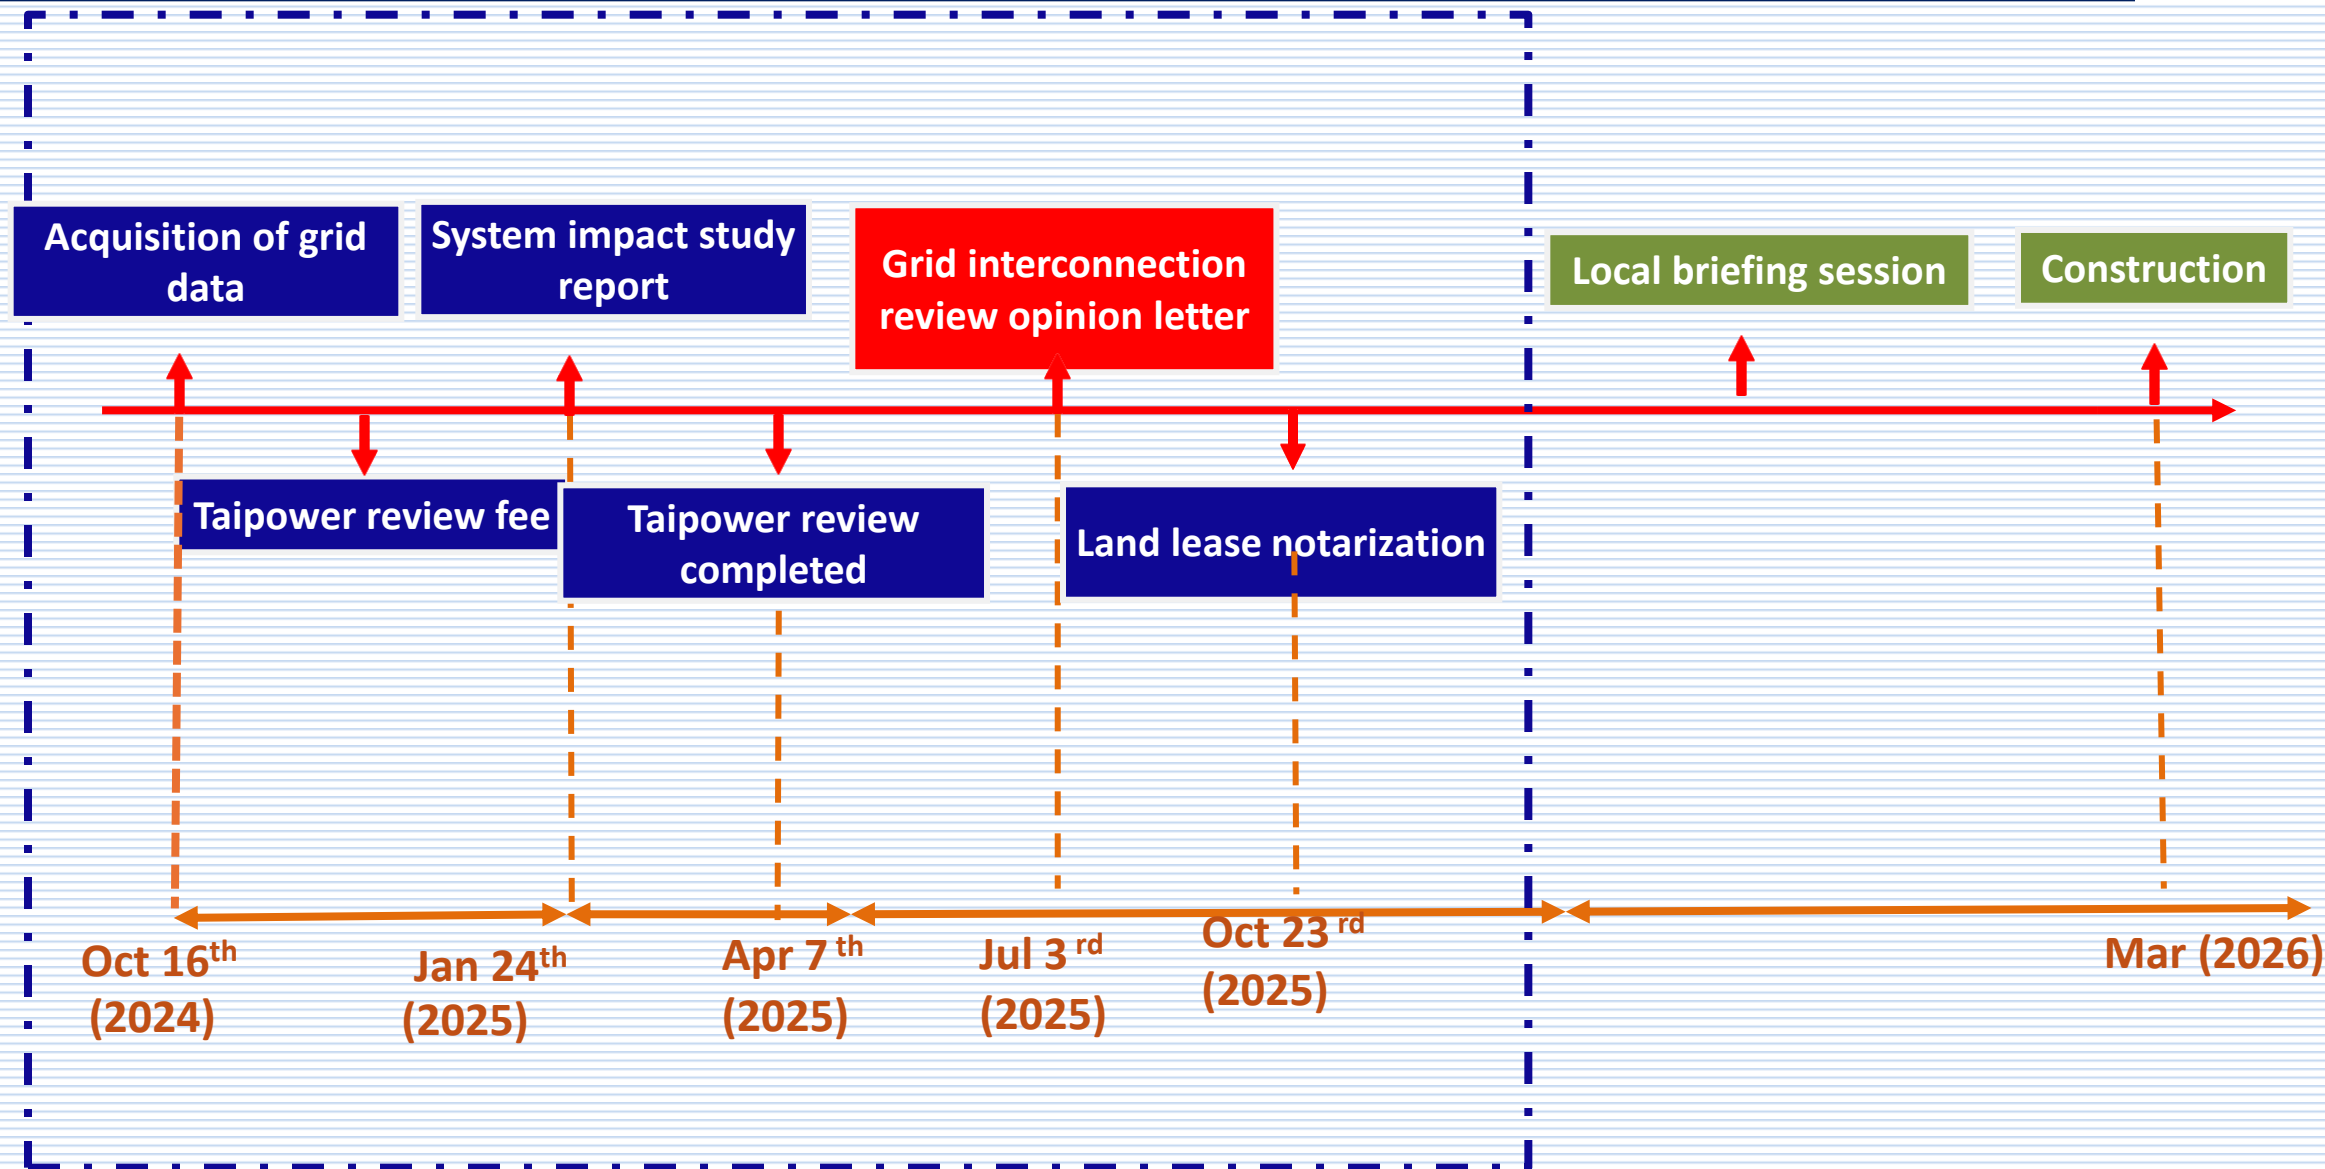 Acquisition of grid
data
System impact study
report
Grid interconnection
review opinion letter
Local briefing session
Construction
Taipower review fee
Taipower review
completed
Land lease notarization
Oct 16th
(2024)
Jan 24th
(2025)
Apr 7 th
(2025)
Jul 3 rd
(2025)
Oct 23 rd
(2025)
Mar (2026)